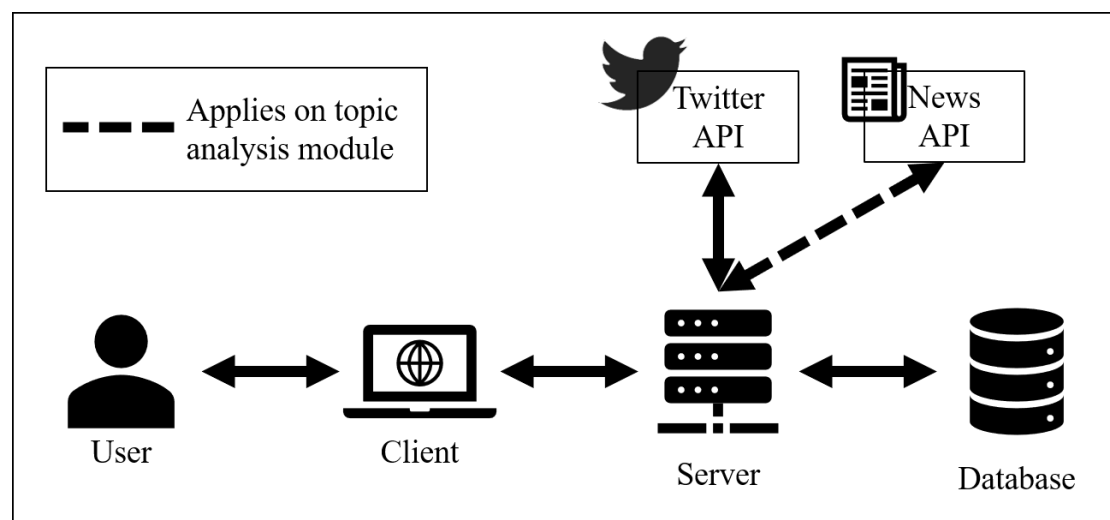 Applies on topic
analysis module
Twitter
API
News
API
User
Client
Server
Database